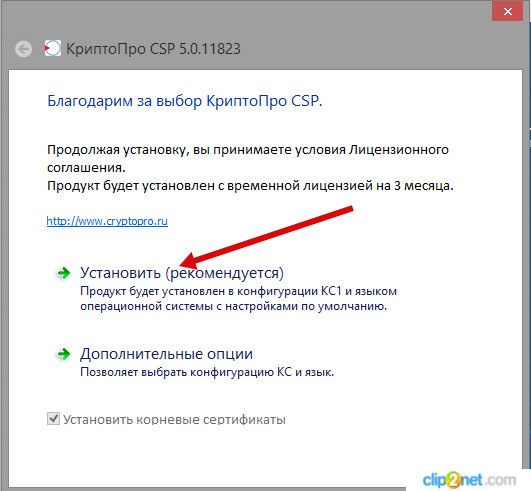 КриптоПро CSP 5.0.11823
Благодарим за выбор КриптоПро CSP.
Продолжая установку, вы принимаете условия Лицензионного
соглашения.
Продукт будет установлен с временной лицензией на 3 месяца.
http://www.cryptopro.ru
Установить (рекомендуется)
Продукт будет установлен в конфигурации КС1 и языком
операционной системы с настройками по умолчанию.
Дополнительные опции
Позволяет выбрать конфигурацию КС и язык.
Установить корневые сертификаты
clip2net.com